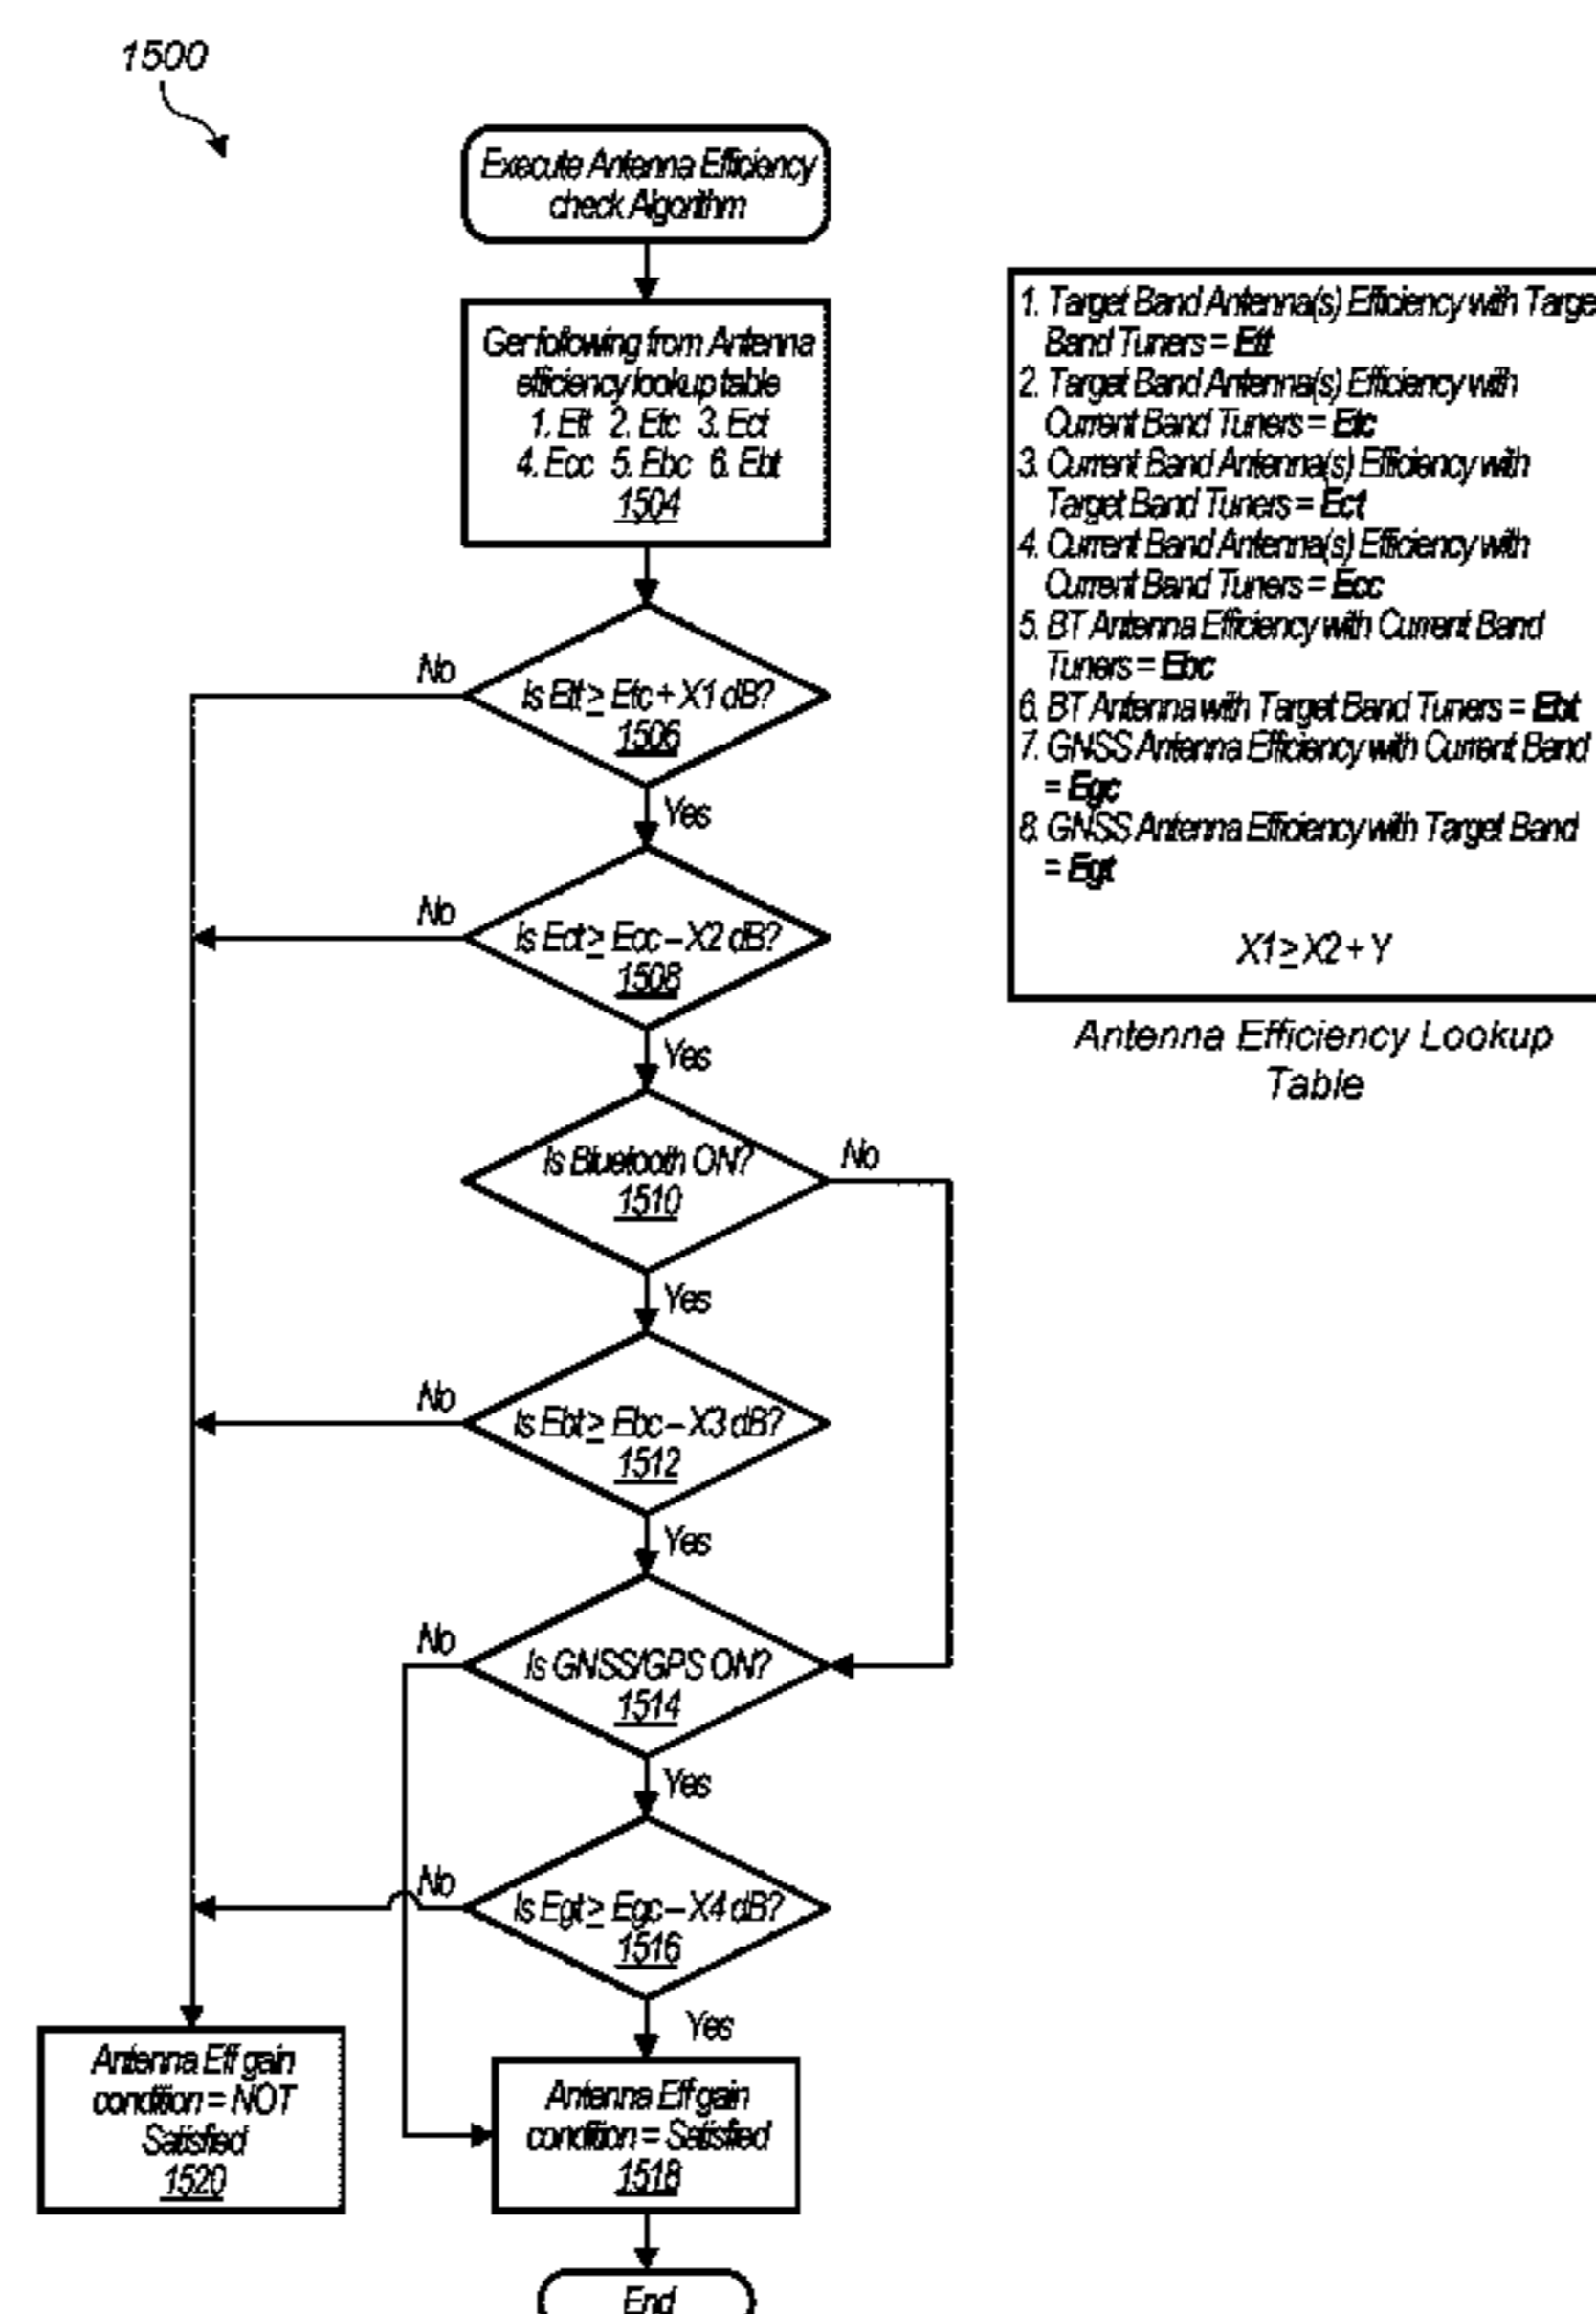 1500
Execute Antenna Efficiency
check Algorithm
Get following from Antenna
efficiency lookup table
1. Ett 2. Etc 3. Ect
4. Ecc 5. Ebc 6. Ebt
1504
No
Is Ett ≥ Etc + X1 dB?
1506
Yes
No
Is Ect ≥ Ecc – X2 dB?
1508
Yes
Is Bluetooth ON?
1510
No
Yes
No
Is Ebt ≥ Ebc – X3 dB?
1512
Yes
No
Is GNSS/GPS ON?
1514
Yes
No
Is Egt ≥ Egc – X4 dB?
1516
Yes
Antenna Eff gain
condition = NOT
Satisfied
1520
Antenna Eff gain
condition = Satisfied
1518
End
1. Target Band Antenna(s) Efficiency with Target
Band Tuners = Ett
2. Target Band Antenna(s) Efficiency with
Current Band Tuners = Etc
3. Current Band Antenna(s) Efficiency with
Target Band Tuners = Ect
4. Current Band Antenna(s) Efficiency with
Current Band Tuners = Ecc
5. BT Antenna Efficiency with Current Band
Tuners = Ebc
6. BT Antenna with Target Band Tuners = Ebt
7. GNSS Antenna Efficiency with Current Band
= Egc
8. GNSS Antenna Efficiency with Target Band
= Egt
X1 ≥ X2 + Y
Antenna Efficiency Lookup
Table